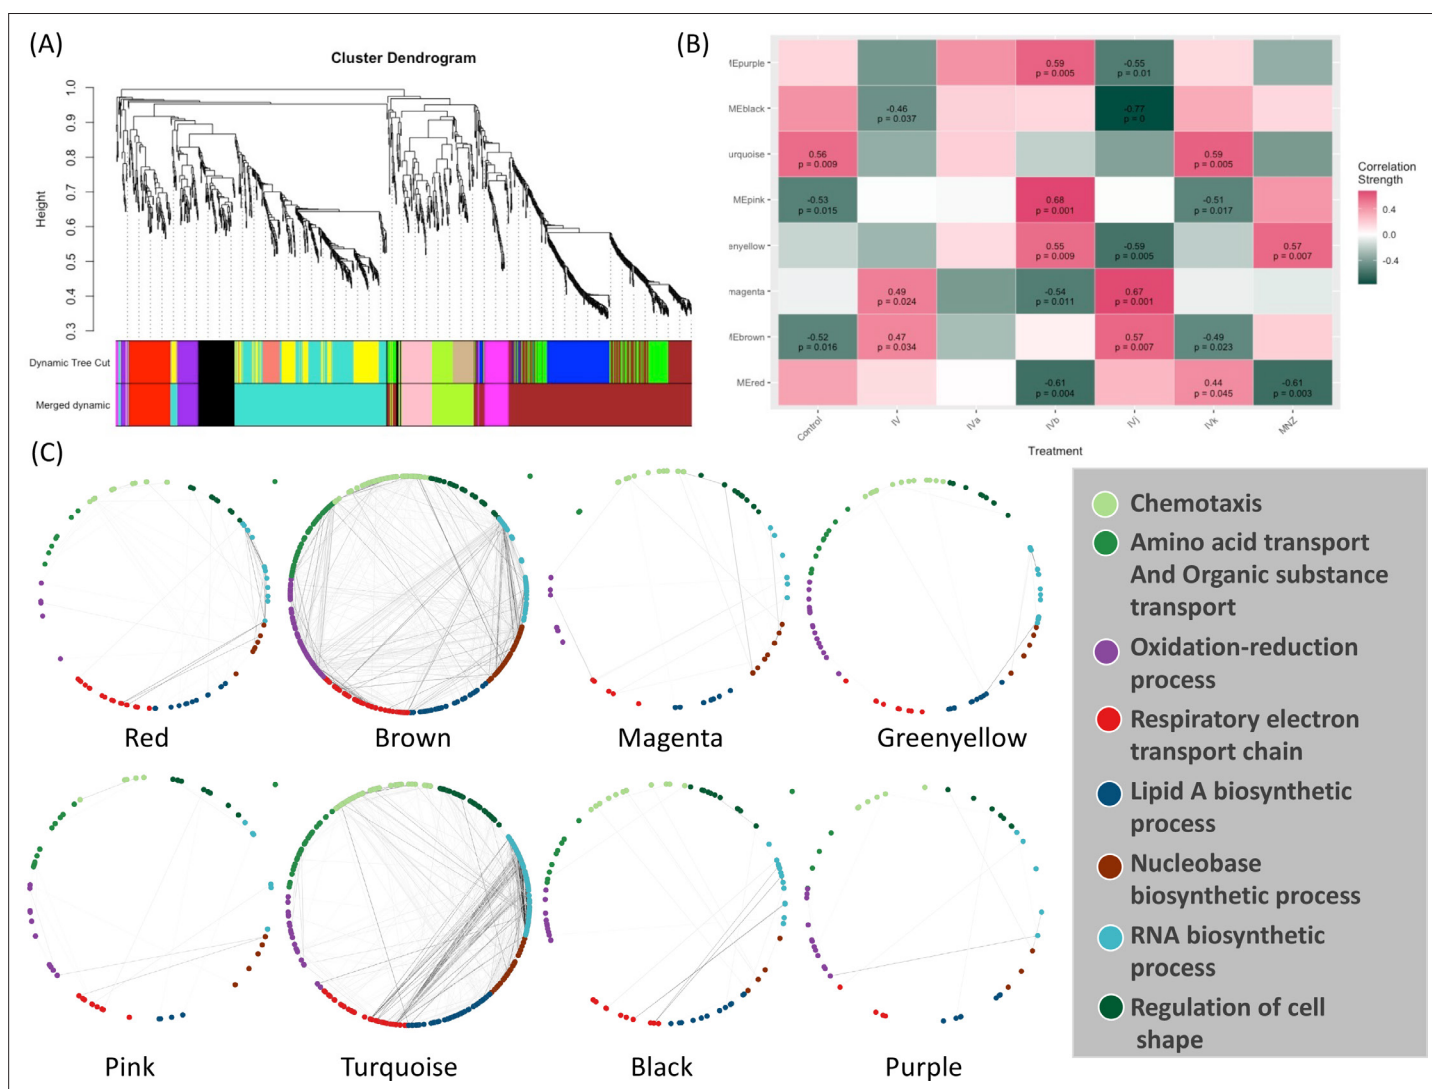 (A)
Cluster Dendrogram
Height
1.0
0.9
0.8
0.7
0.6
0.5
0.4
0.3
Dynamic Tree Cut
Merged dynamic
(B)
MEpurple
0.59
p = 0.005
-0.55
p = 0.01
MEblack
-0.46
p = 0.037
-0.77
p = 0
urquoise
0.56
p = 0.009
0.59
p = 0.005
MEpink
-0.53
p = 0.015
0.68
p = 0.001
-0.51
p = 0.017
enyellow
0.55
p = 0.009
-0.59
p = 0.005
0.57
p = 0.007
magenta
0.49
p = 0.024
-0.54
p = 0.011
0.67
p = 0.001
MEbrown
-0.52
p = 0.016
0.47
p = 0.034
0.57
p = 0.007
-0.49
p = 0.023
MEred
-0.61
p = 0.004
0.44
p = 0.045
-0.61
p = 0.003
Control
IV
IVa
IVb
IVj
IVk
MNZ
Treatment
Correlation
Strength
0.4
0.0
-0.4
(C)
Red
Brown
Magenta
Greenyellow
Pink
Turquoise
Black
Purple
Chemotaxis
Amino acid transport
And Organic substance
transport
Oxidation-reduction
process
Respiratory electron
transport chain
Lipid A biosynthetic
process
Nucleobase
biosynthetic process
RNA biosynthetic
process
Regulation of cell
shape